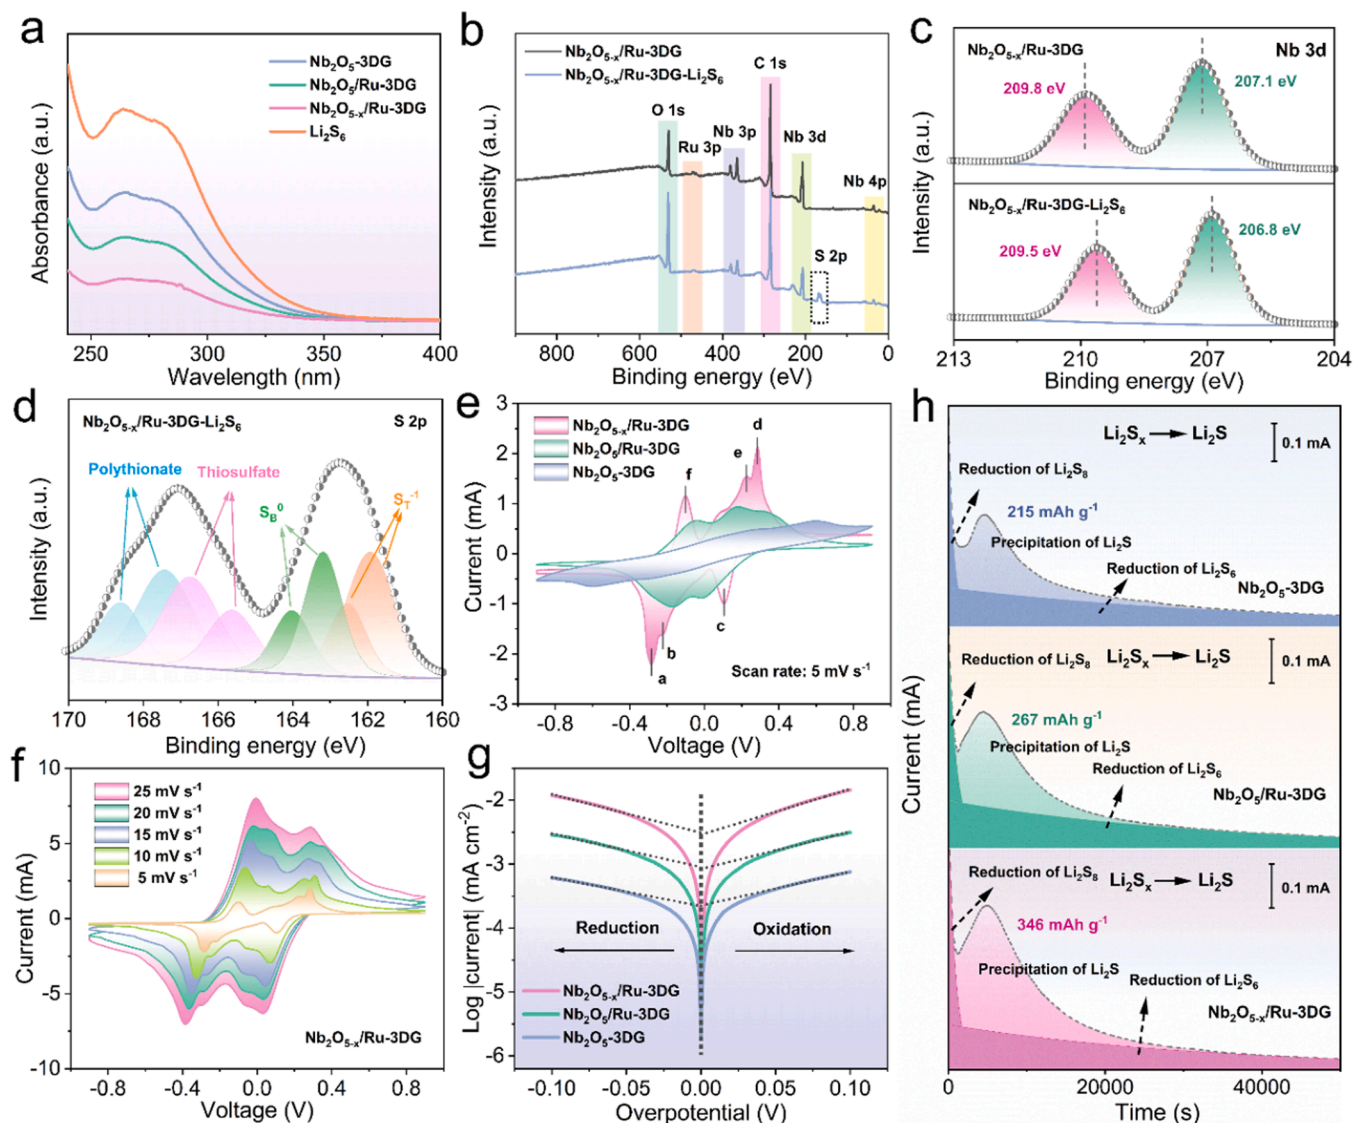 a
Nb₂O₅-3DG
Nb₂O₅/Ru-3DG
Nb₂O₅₋ₓ/Ru-3DG
Li₂S₆
Absorbance (a.u.)
250 300 350 400
Wavelength (nm)
b
Nb₂O₅₋ₓ/Ru-3DG
Nb₂O₅₋ₓ/Ru-3DG-Li₂S₆
C 1s
O 1s
Ru 3p
Nb 3p
Nb 3d
Nb 4p
S 2p
Intensity (a.u.)
800 600 400 200 0
Binding energy (eV)
c
Nb₂O₅₋ₓ/Ru-3DG
Nb 3d
209.8 eV
207.1 eV
Nb₂O₅₋ₓ/Ru-3DG-Li₂S₆
209.5 eV
206.8 eV
Intensity (a.u.)
213 210 207 204
Binding energy (eV)
d
Nb₂O₅₋ₓ/Ru-3DG-Li₂S₆
S 2p
Polythionate
Thiosulfate
S_B⁰
S_T⁻¹
Intensity (a.u.)
170 168 166 164 162 160
Binding energy (eV)
e
Nb₂O₅₋ₓ/Ru-3DG
Nb₂O₅/Ru-3DG
Nb₂O₅-3DG
d
e
f
c
b
a
Scan rate: 5 mV s⁻¹
Current (mA)
3
2
1
0
-1
-2
-3
-0.8 -0.4 0.0 0.4 0.8
Voltage (V)
f
25 mV s⁻¹
20 mV s⁻¹
15 mV s⁻¹
10 mV s⁻¹
5 mV s⁻¹
Nb₂O₅₋ₓ/Ru-3DG
Current (mA)
10
5
0
-5
-10
-0.8 -0.4 0.0 0.4 0.8
Voltage (V)
g
Log |current| (mA cm⁻²)
-2
-3
-4
-5
-6
Reduction
Oxidation
Nb₂O₅₋ₓ/Ru-3DG
Nb₂O₅/Ru-3DG
Nb₂O₅-3DG
-0.10 -0.05 0.00 0.05 0.10
Overpotential (V)
h
Li₂Sₓ → Li₂S
0.1 mA
Reduction of Li₂S₈
215 mAh g⁻¹
Precipitation of Li₂S
Reduction of Li₂S₆
Nb₂O₅-3DG
Li₂Sₓ → Li₂S
0.1 mA
Reduction of Li₂S₈
267 mAh g⁻¹
Precipitation of Li₂S
Reduction of Li₂S₆
Nb₂O₅/Ru-3DG
Li₂Sₓ → Li₂S
0.1 mA
Reduction of Li₂S₈
346 mAh g⁻¹
Precipitation of Li₂S
Reduction of Li₂S₆
Nb₂O₅₋ₓ/Ru-3DG
Current (mA)
0 20000 40000
Time (s)